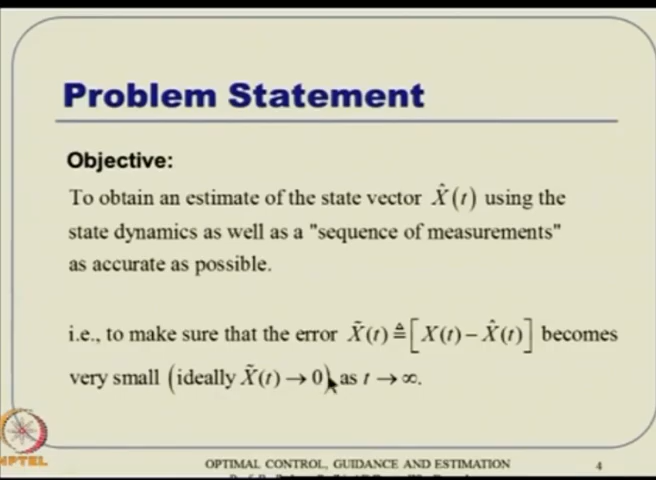 Problem Statement
Objective:
To obtain an estimate of the state vector X̂(t) using the
state dynamics as well as a "sequence of measurements"
as accurate as possible.
i.e., to make sure that the error X̃(t) ≜ [X(t) − X̂(t)] becomes
very small (ideally X̃(t) → 0) as t → ∞.
OPTIMAL CONTROL, GUIDANCE AND ESTIMATION
4